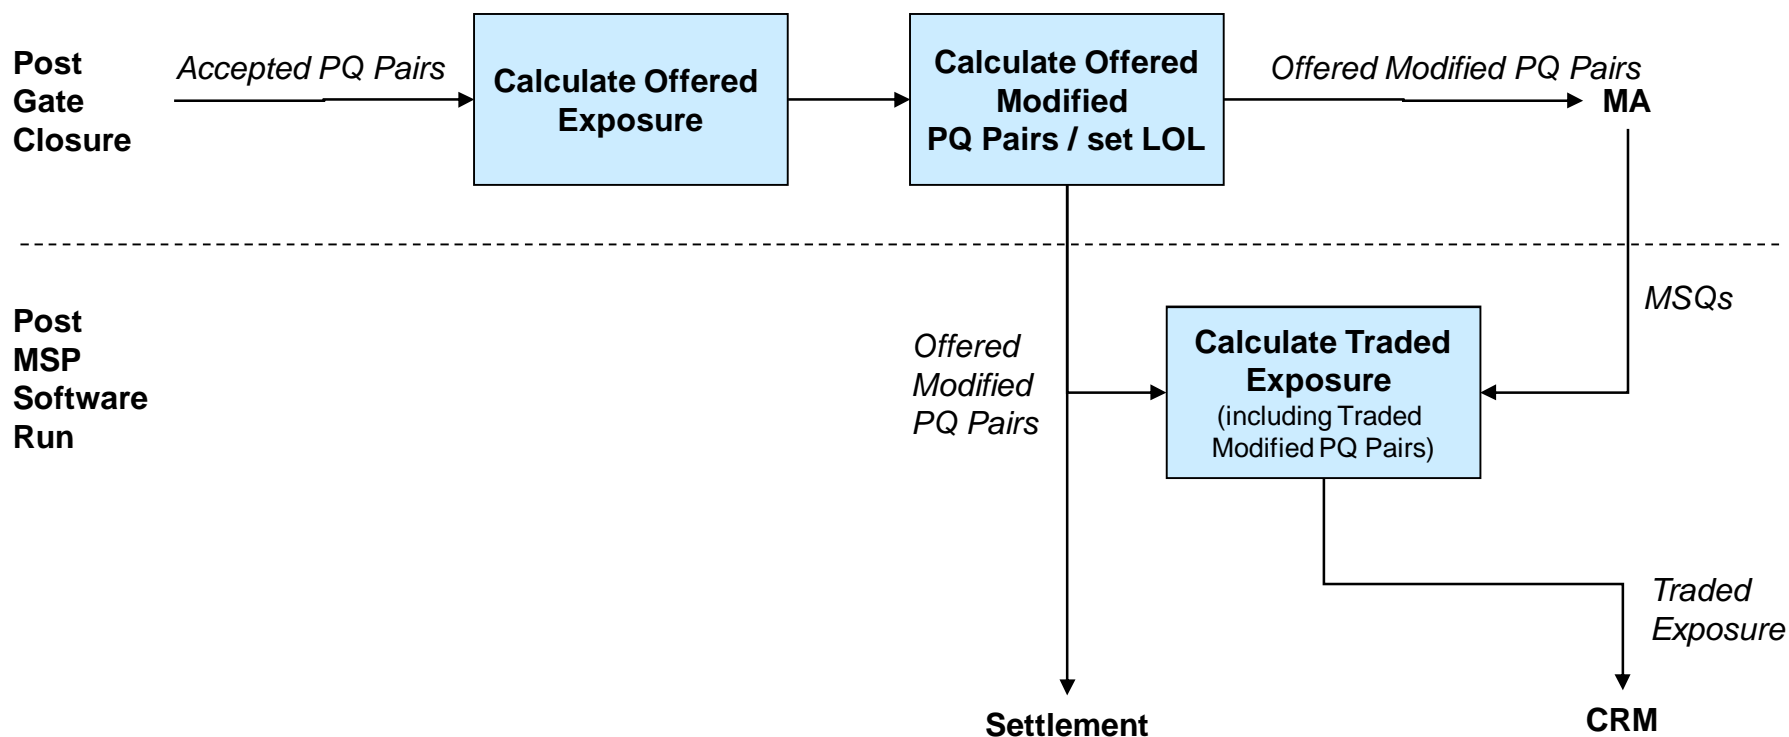 Post
Gate
Closure
Accepted PQ Pairs
Calculate Offered
Exposure
Calculate Offered
Modified
PQ Pairs / set LOL
Offered Modified PQ Pairs
MA
Post
MSP
Software
Run
Offered
Modified
PQ Pairs
Calculate Traded
Exposure
(including Traded
Modified PQ Pairs)
MSQs
Traded
Exposure
Settlement
CRM